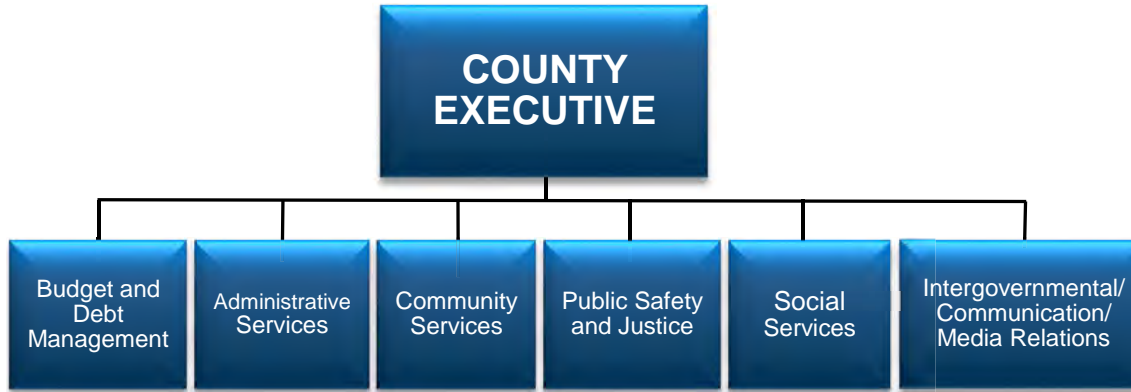 COUNTY
EXECUTIVE
Budget and
Debt
Management
Administrative
Services
Community
Services
Public Safety
and Justice
Social
Services
Intergovernmental/
Communication/
Media Relations